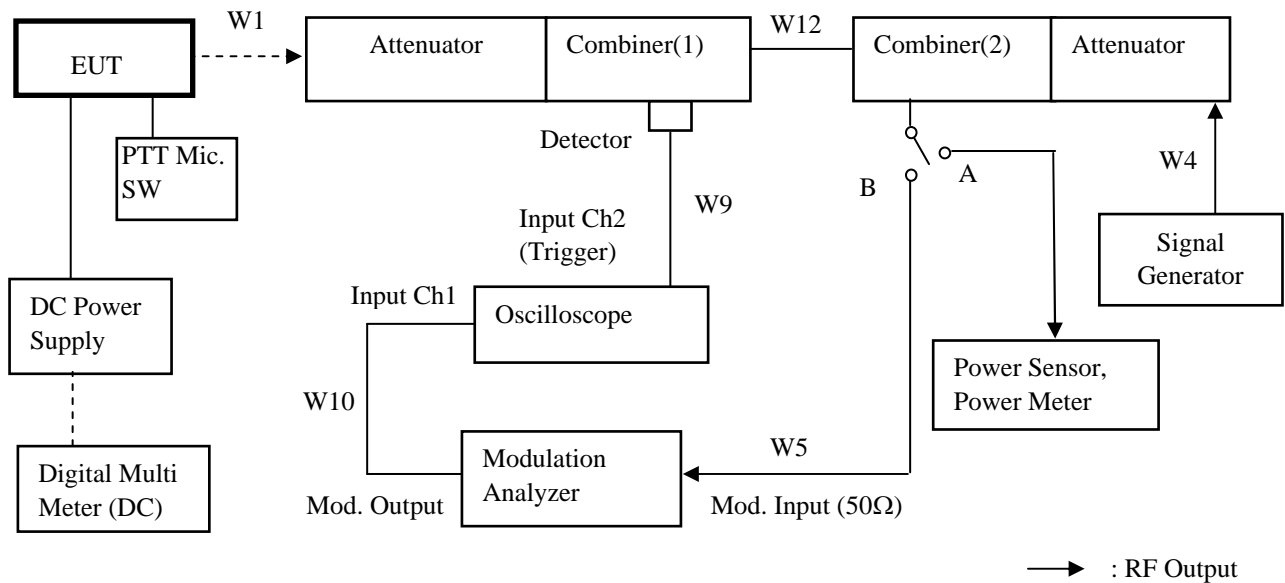 W1
EUT
Attenuator
Combiner(1)
W12
Combiner(2)
Attenuator
PTT Mic.
SW
Detector
B
A
W4
W9
Input Ch2
(Trigger)
Signal
Generator
Input Ch1
DC Power
Supply
Oscilloscope
Power Sensor,
Power Meter
W10
W5
Digital Multi
Meter (DC)
Modulation
Analyzer
Mod. Output
Mod. Input (50Ω)
: RF Output